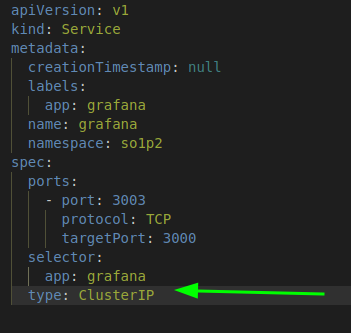 apiVersion: v1
kind: Service
metadata:
  creationTimestamp: null
  labels:
    app: grafana
  name: grafana
  namespace: so1p2
spec:
  ports:
    - port: 3003
      protocol: TCP
      targetPort: 3000
  selector:
    app: grafana
  type: ClusterIP